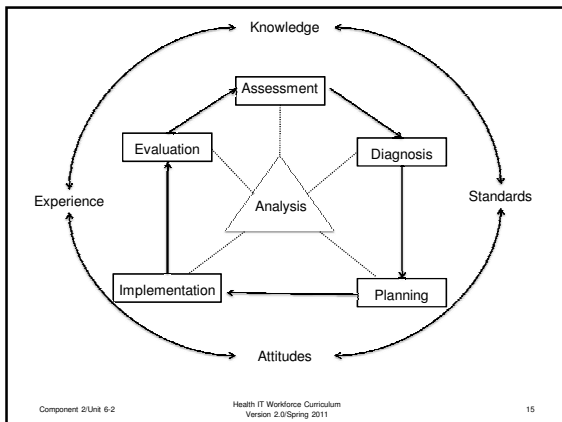 Knowledge
Assessment
Evaluation
Diagnosis
Experience
Analysis
Standards
Implementation
Planning
Attitudes
Component 2/Unit 6-2
Health IT Workforce Curriculum
Version 2.0/Spring 2011
15